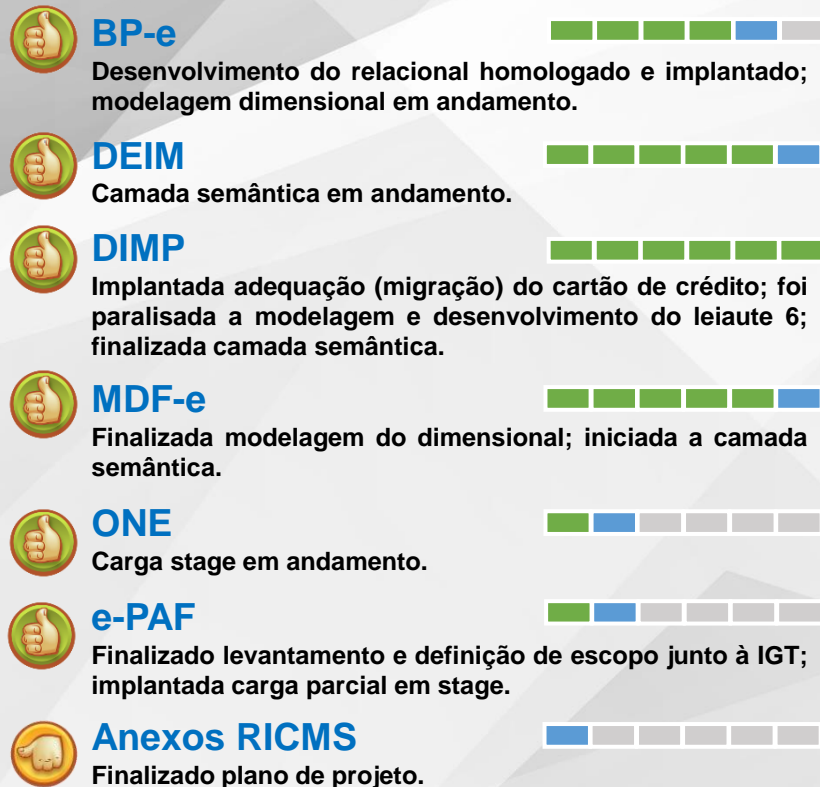 BP-e
Desenvolvimento do relacional homologado e implantado;
modelagem dimensional em andamento.
DEIM
Camada semântica em andamento.
DIMP
Implantada adequação (migração) do cartão de crédito; foi
paralisada a modelagem e desenvolvimento do leiaute 6;
finalizada camada semântica.
MDF-e
Finalizada modelagem do dimensional; iniciada a camada
semântica.
ONE
Carga stage em andamento.
e-PAF
Finalizado levantamento e definição de escopo junto à IGT;
implantada carga parcial em stage.
Anexos RICMS
Finalizado plano de projeto.